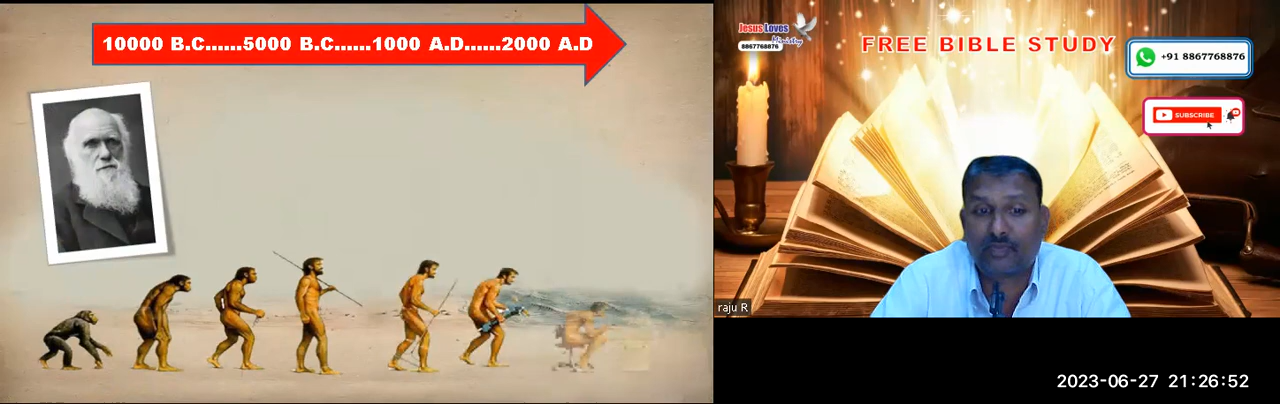 10000 B.C......5000 B.C......1000 A.D......2000 A.D
Jesus Loves
Ministry
8867768876
FREE BIBLE STUDY
+91 8867768876
SUBSCRIBE
raju R
2023-06-27 21:26:52